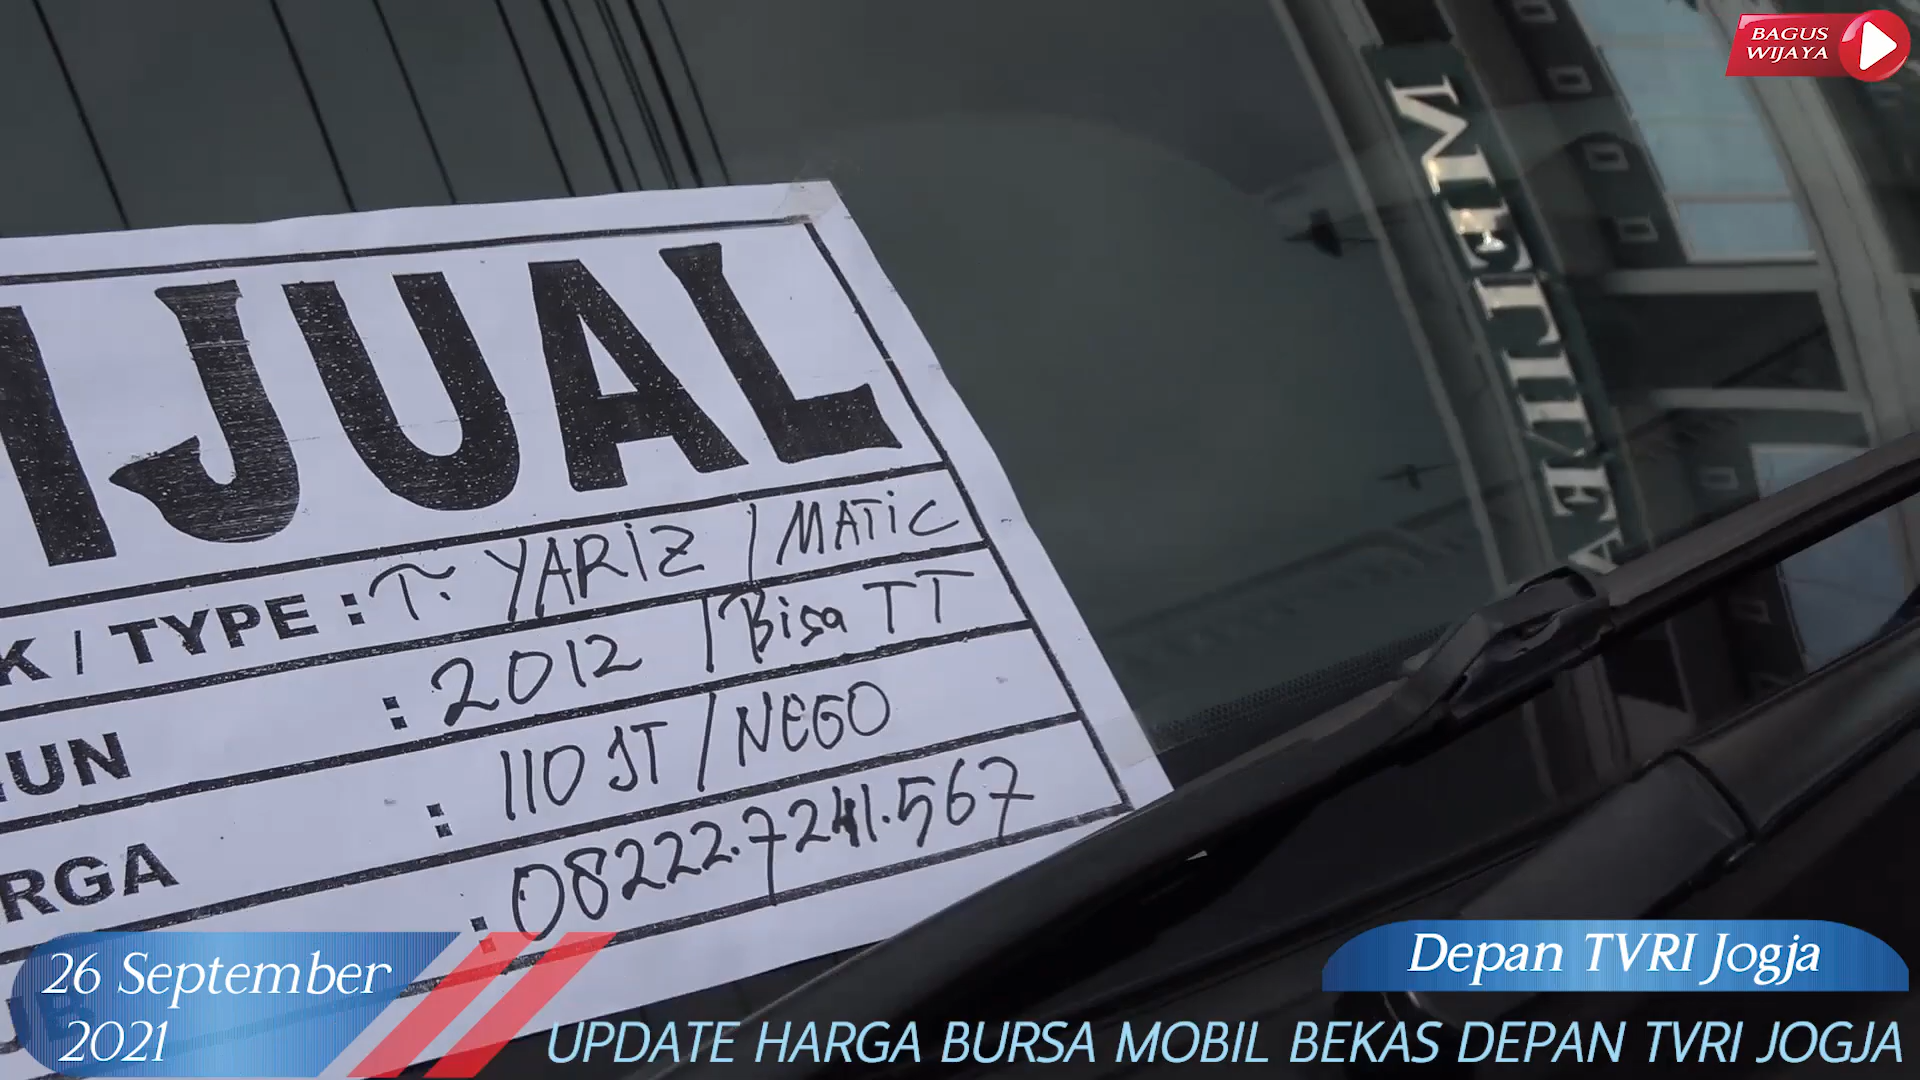 BAGUS
WIJAYA
IJUAL
K / TYPE : T. YARIZ / MATIC
UN : 2012 / Bisa TT
RGA : 110 JT / NEGO
UB : 08222.7241.567
26 September
2021
Depan TVRI Jogja
UPDATE HARGA BURSA MOBIL BEKAS DEPAN TVRI JOGJA